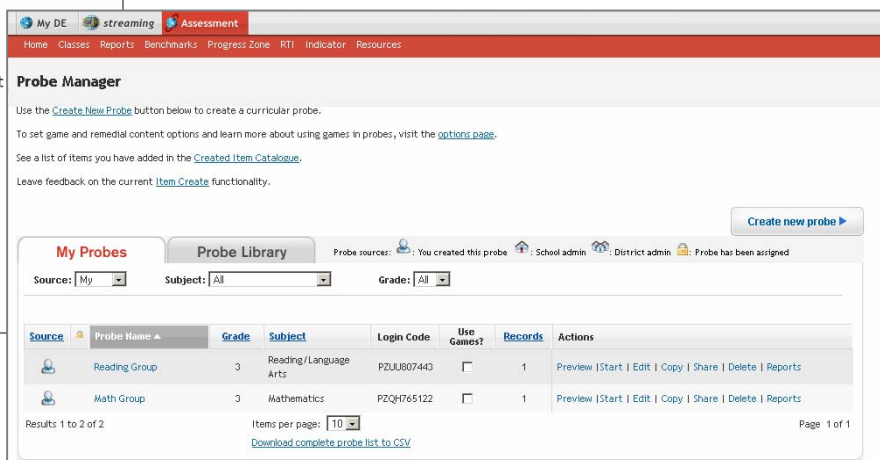 My DE streaming Assessment
Home Classes Reports Benchmarks Progress Zone RTI Indicator Resources
t
Probe Manager
Use the Create New Probe button below to create a curricular probe.
To set game and remedial content options and learn more about using games in probes, visit the options page.
See a list of items you have added in the Created Item Catalogue.
Leave feedback on the current Item Create functionality.
Create new probe
My Probes Probe Library Probe sources: : You created this probe : School admin : District admin : Probe has been assigned
Source: My Subject: All Grade: All
Source Probe Name Grade Subject Login Code Use Games? Records Actions
Reading Group 3 Reading/Language Arts PZUU807443 1 Preview |Start | Edit | Copy | Share | Delete | Reports
Math Group 3 Mathematics PZQH765122 1 Preview |Start | Edit | Copy | Share | Delete | Reports
Results 1 to 2 of 2 Items per page: 10 Page 1 of 1
Download complete probe list to CSV